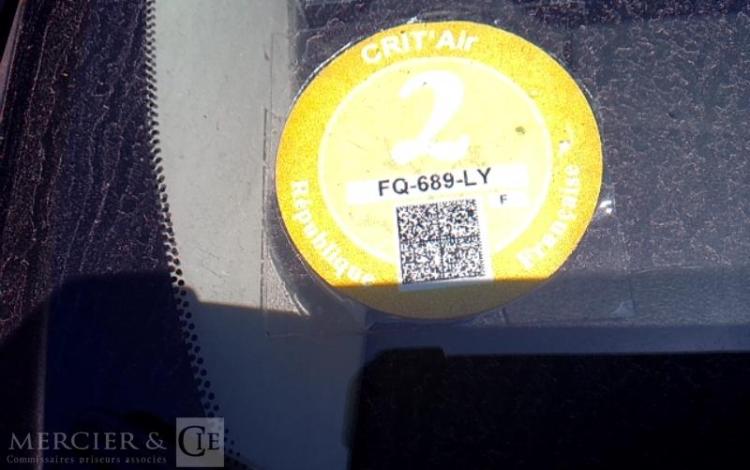 CRIT'Air
2
FQ-689-LY
F
République
Française
MERCIER & CIE
Commissaires priseurs associés